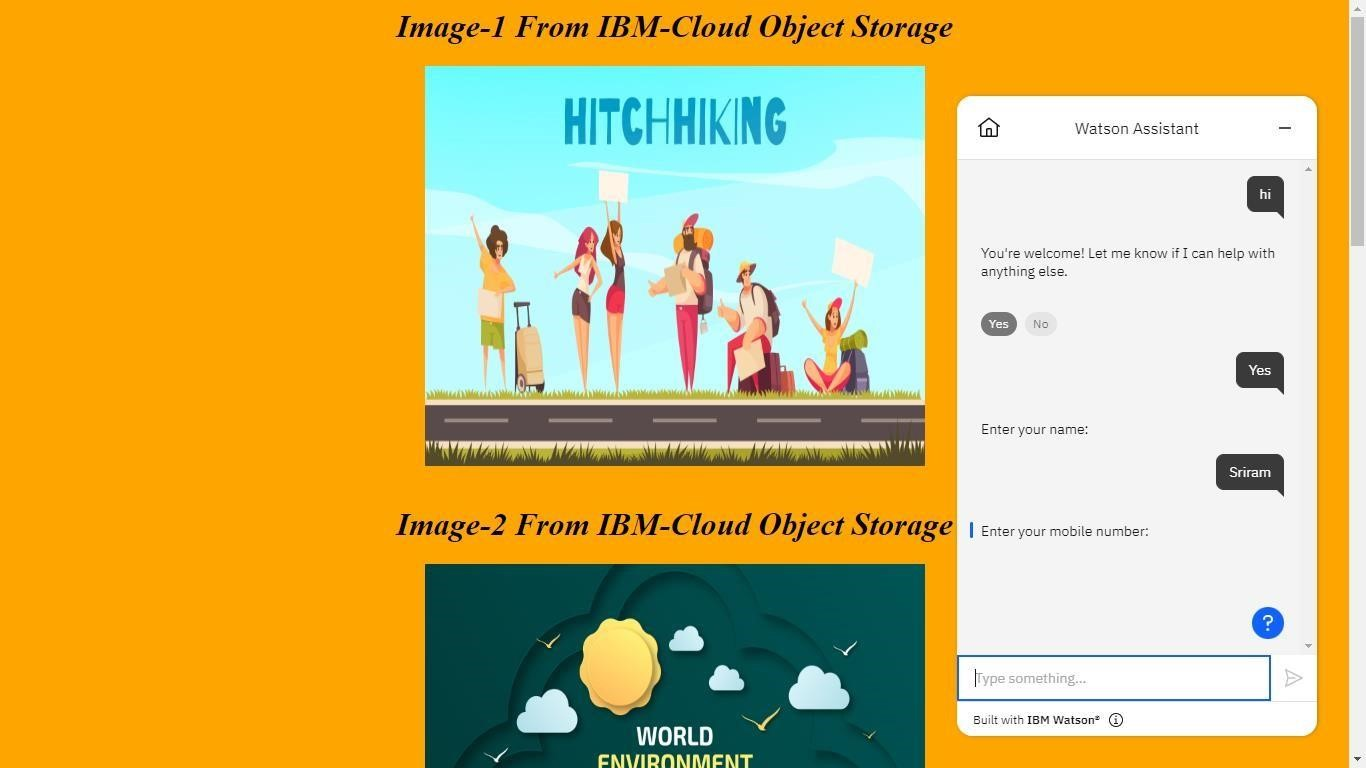 Image-1 From IBM-Cloud Object Storage
HITCHHIKING
Image-2 From IBM-Cloud Object Storage
WORLD
ENVIRONMENT
Watson Assistant
hi
You're welcome! Let me know if I can help with
anything else.
Yes No
Yes
Enter your name:
Sriram
Enter your mobile number:
?
Type something...
Built with IBM Watson®